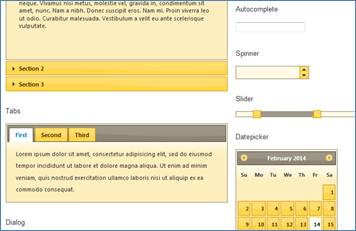 neque. Vivamus nisi metus, molestie vel, gravida in, condimentum sit
amet, nunc. Nam a nibh. Donec suscipit eros. Nam mi. Proin viverra leo
ut odio. Curabitur malesuada. Vestibulum a velit eu ante scelerisque
vulputate.
Section 2
Section 3
Tabs
First Second Third
Lorem ipsum dolor sit amet, consectetur adipisicing elit, sed do eiusmod
tempor incididunt ut labore et dolore magna aliqua. Ut enim ad minim
veniam, quis nostrud exercitation ullamco laboris nisi ut aliquip ex ea
commodo consequat.
Dialog
Autocomplete
Spinner
Slider
Datepicker
February 2014
Su Mo Tu We Th Fr Sa
1
2 3 4 5 6 7 8
9 10 11 12 13 14 15